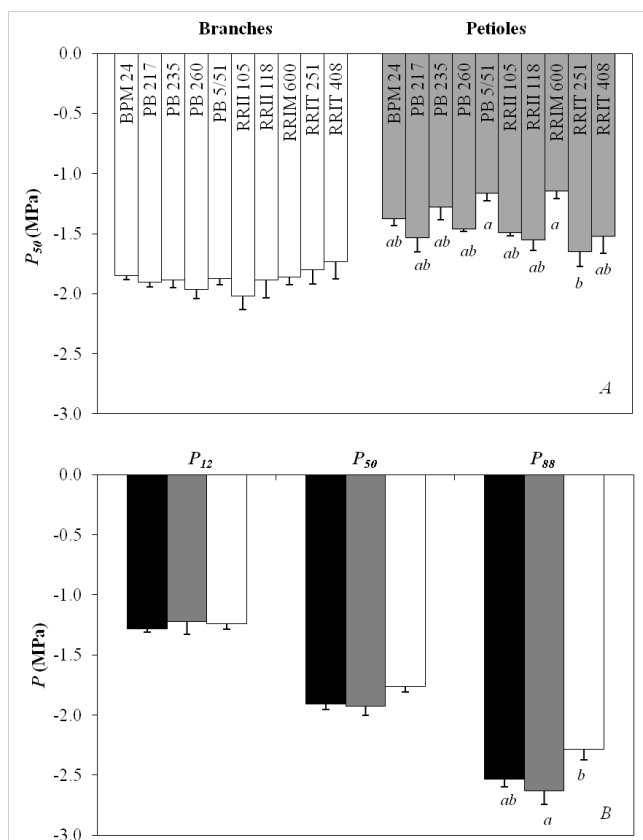 Branches Petioles
0.0
-0.5
-1.0
-1.5
-2.0
-2.5
-3.0
P50 (MPa)
BPM 24
PB 217
PB 235
PB 260
PB 5/51
RRII 105
RRII 118
RRIM 600
RRIT 251
RRIT 408
BPM 24
PB 217
PB 235
PB 260
PB 5/51
RRII 105
RRII 118
RRIM 600
RRIT 251
RRIT 408
ab ab ab ab a ab ab a b ab
A
P12 P50 P88
0.0
-0.5
-1.0
-1.5
-2.0
-2.5
-3.0
P (MPa)
ab a b
B